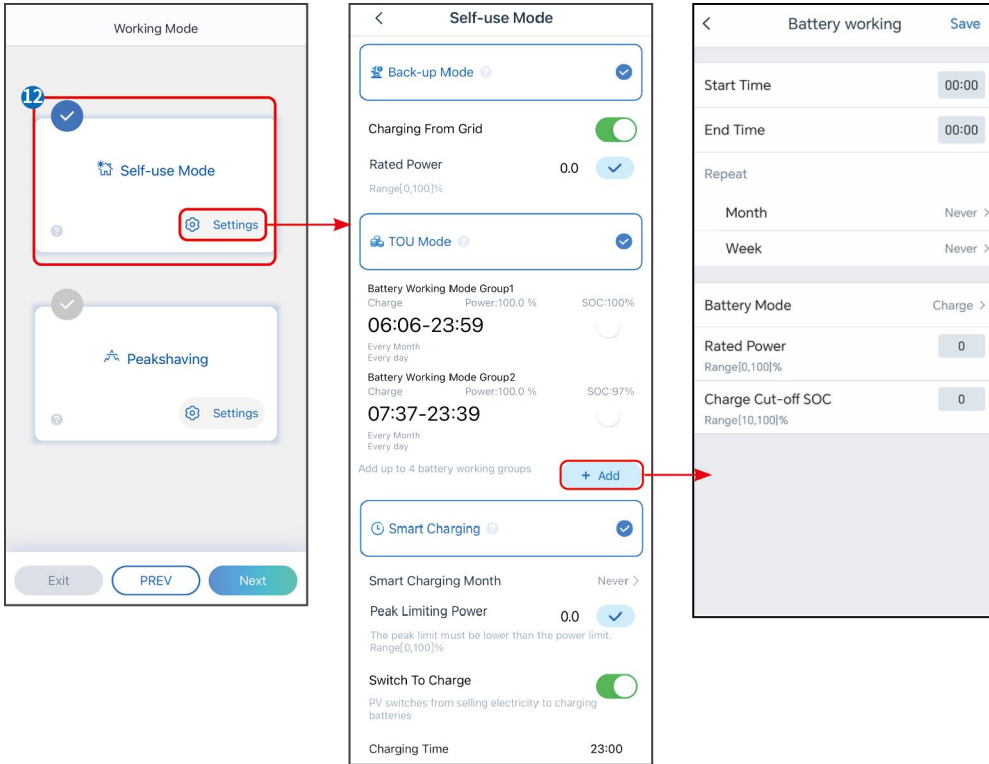 Working Mode
12
Self-use Mode
?
Settings
Peakshaving
?
Settings
Exit
PREV
Next
Self-use Mode
Back-up Mode ?
Charging From Grid
Rated Power
0.0
Range[0,100]%
TOU Mode ?
Battery Working Mode Group1
Charge Power:100.0 % SOC:100%
06:06-23:59
Every Month
Every day
Battery Working Mode Group2
Charge Power:100.0 % SOC:97%
07:37-23:39
Every Month
Every day
Add up to 4 battery working groups
+ Add
Smart Charging ?
Smart Charging Month Never >
Peak Limiting Power
0.0
The peak limit must be lower than the power limit.
Range[0,100]%
Switch To Charge
PV switches from selling electricity to charging
batteries
Charging Time 23:00
Battery working Save
Start Time 00:00
End Time 00:00
Repeat
Month Never >
Week Never >
Battery Mode Charge >
Rated Power 0
Range[0,100]%
Charge Cut-off SOC 0
Range[10,100]%